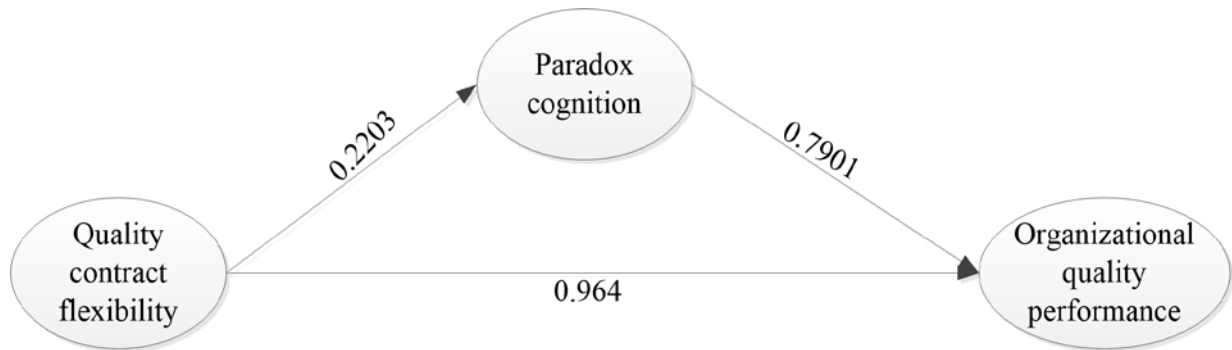 Paradox
cognition
0.2203
0.7901
Quality
contract
flexibility
0.964
Organizational
quality
performance